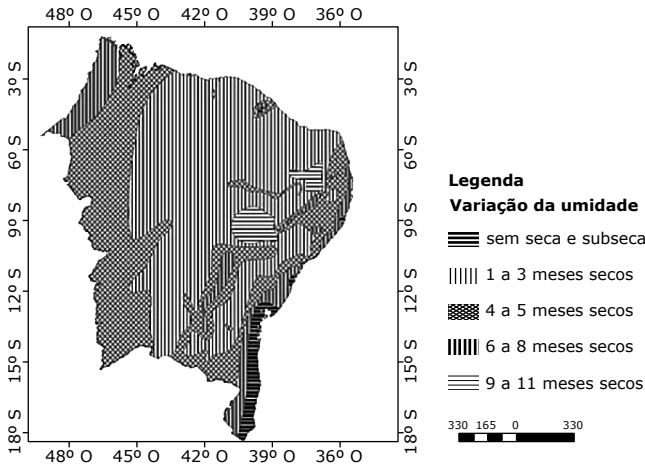 48º O 45º O 42º O 39º O 36º O
3º S 3º S
6º S 6º S
9º S 9º S
12º S 12º S
15º S 15º S
18º S 18º S
48º O 45º O 42º O 39º O 36º O
Legenda
Variação da umidade
sem seca e subseca
1 a 3 meses secos
4 a 5 meses secos
6 a 8 meses secos
9 a 11 meses secos
330 165 0 330